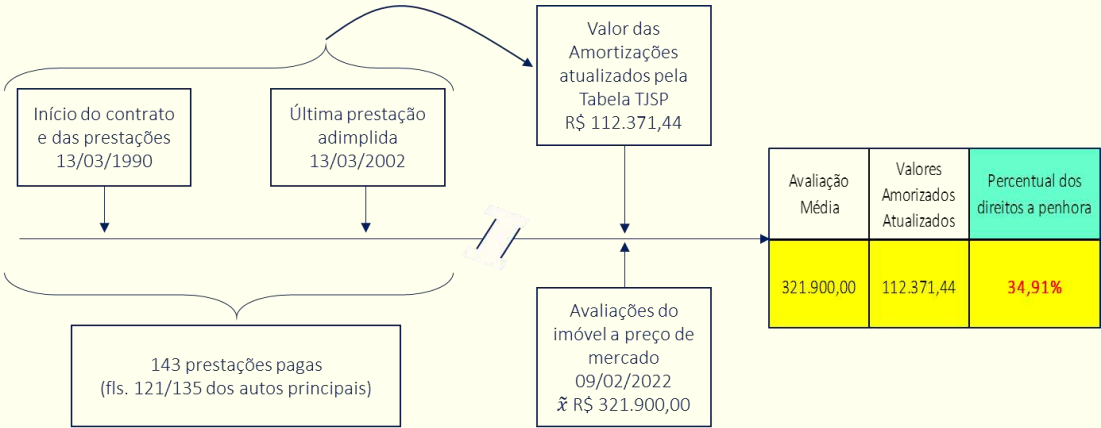 Início do contrato
e das prestações
13/03/1990
Última prestação
adimplida
13/03/2002
Valor das
Amortizações
atualizados pela
Tabela TJSP
R$ 112.371,44
143 prestações pagas
(fls. 121/135 dos autos principais)
Avaliações do
imóvel a preço de
mercado
09/02/2022
x̃ R$ 321.900,00
Avaliação
Média
Valores
Amorizados
Atualizados
Percentual dos
direitos a penhora
321.900,00
112.371,44
34,91%